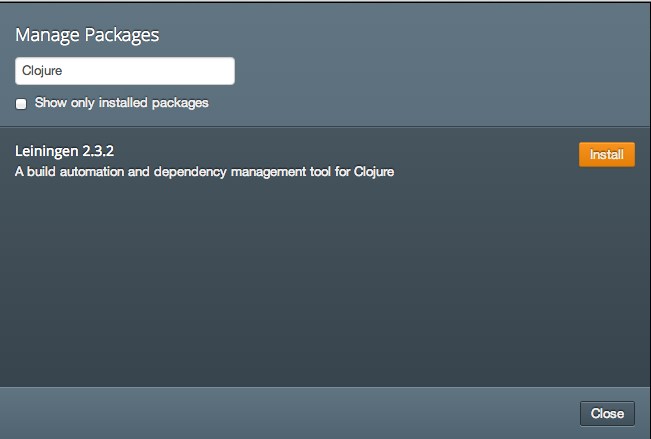 Manage Packages
Clojure
Show only installed packages
Leiningen 2.3.2
Install
A build automation and dependency management tool for Clojure
Close